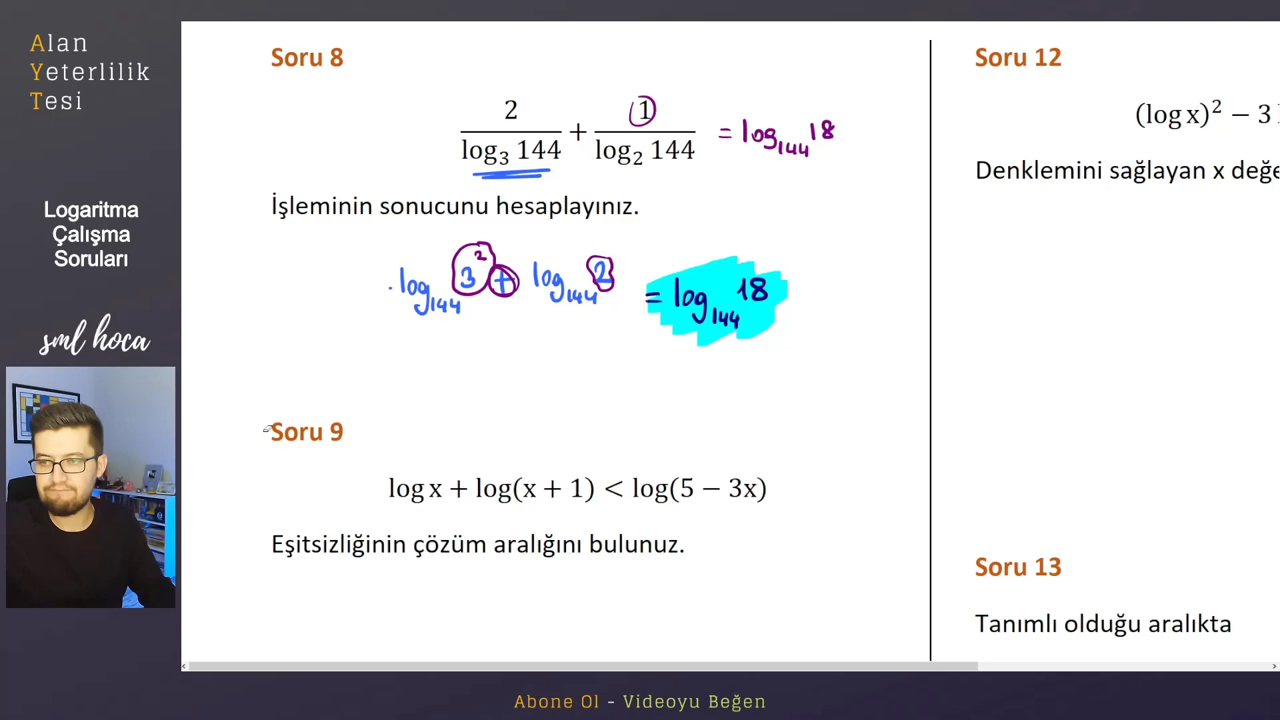 Alan
Yeterlilik
Tesi
Logaritma
Çalışma
Soruları
sml hoca
Soru 8
2/log₃ 144 + 1/log₂ 144 = log₁₄₄ 18
İşleminin sonucunu hesaplayınız.
log₁₄₄ 3² + log₁₄₄ 2 = log₁₄₄ 18
Soru 9
log x + log(x + 1) < log(5 − 3x)
Eşitsizliğinin çözüm aralığını bulunuz.
Soru 12
(log x)² − 3
Denklemini sağlayan x değe
Soru 13
Tanımlı olduğu aralıkta
Abone Ol - Videoyu Beğen